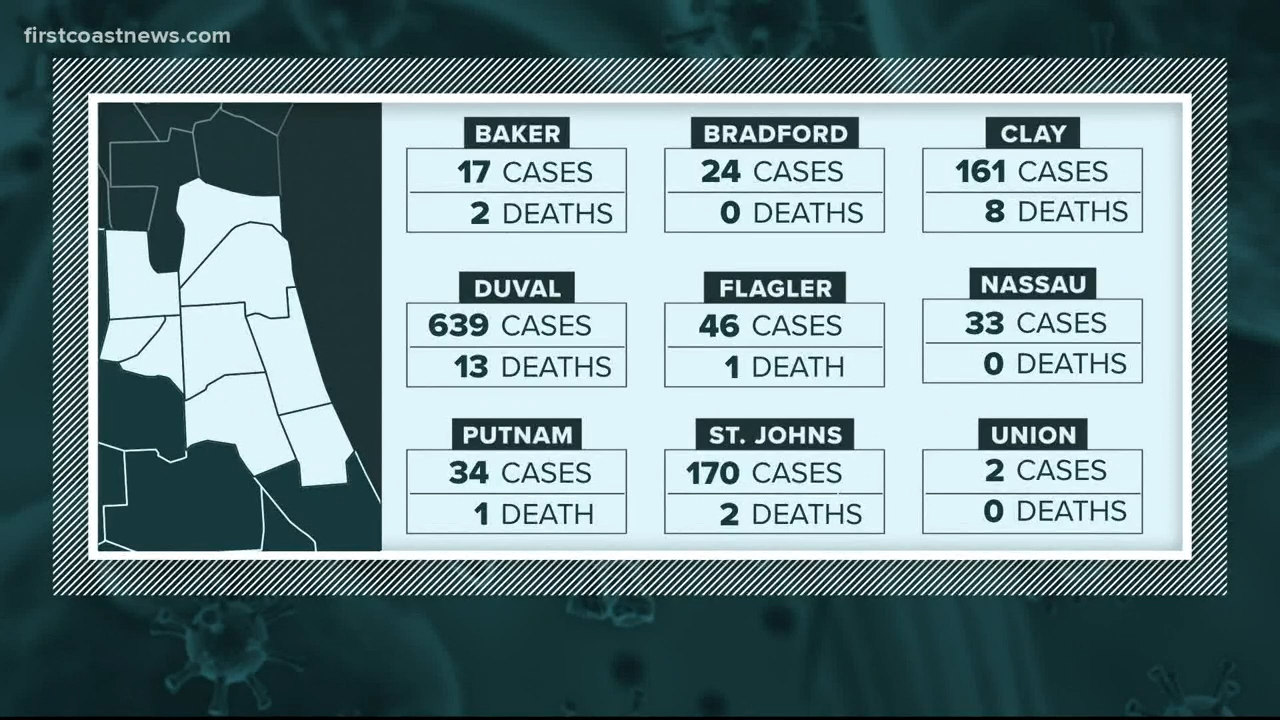 firstcoastnews.com
BAKER
17 CASES
2 DEATHS
BRADFORD
24 CASES
0 DEATHS
CLAY
161 CASES
8 DEATHS
DUVAL
639 CASES
13 DEATHS
FLAGLER
46 CASES
1 DEATH
NASSAU
33 CASES
0 DEATHS
PUTNAM
34 CASES
1 DEATH
ST. JOHNS
170 CASES
2 DEATHS
UNION
2 CASES
0 DEATHS